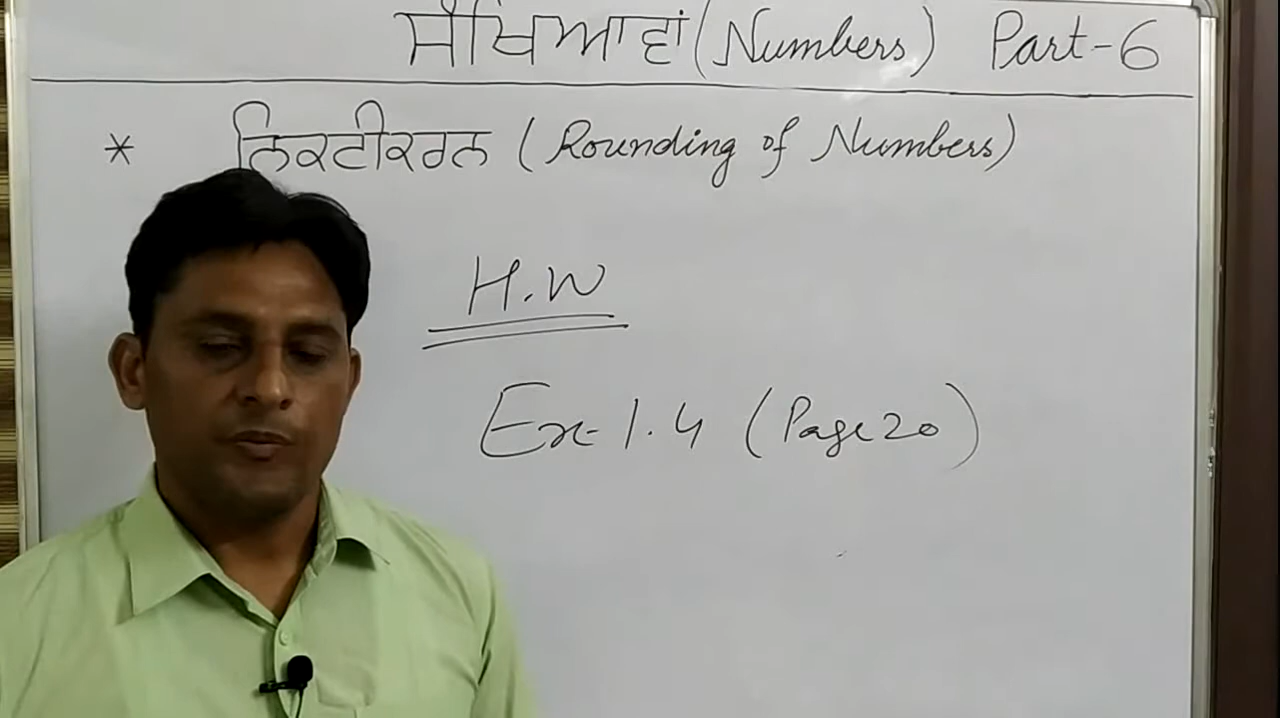 ਸੰਖਿਆਵਾਂ (Numbers) Part-6
* ਨਿਕਟੀਕਰਨ (Rounding of Numbers)
H.W
Ex-1.4 (Page 20)